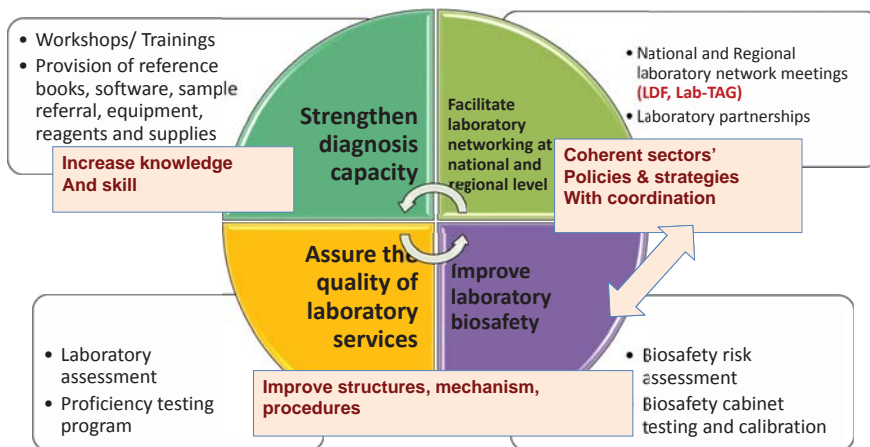 • Workshops/ Trainings
• Provision of reference
books, software, sample
referral, equipment,
reagents and supplies
Increase knowledge
And skill
Strengthen
diagnosis
capacity
Facilitate
laboratory
networking at
national and
regional level
• National and Regional
laboratory network meetings
(LDF, Lab-TAG)
• Laboratory partnerships
Coherent sectors’
Policies & strategies
With coordination
Assure the
quality of
laboratory
services
Improve
laboratory
biosafety
• Laboratory
assessment
• Proficiency testing
program
Improve structures, mechanism,
procedures
• Biosafety risk
assessment
• Biosafety cabinet
testing and calibration